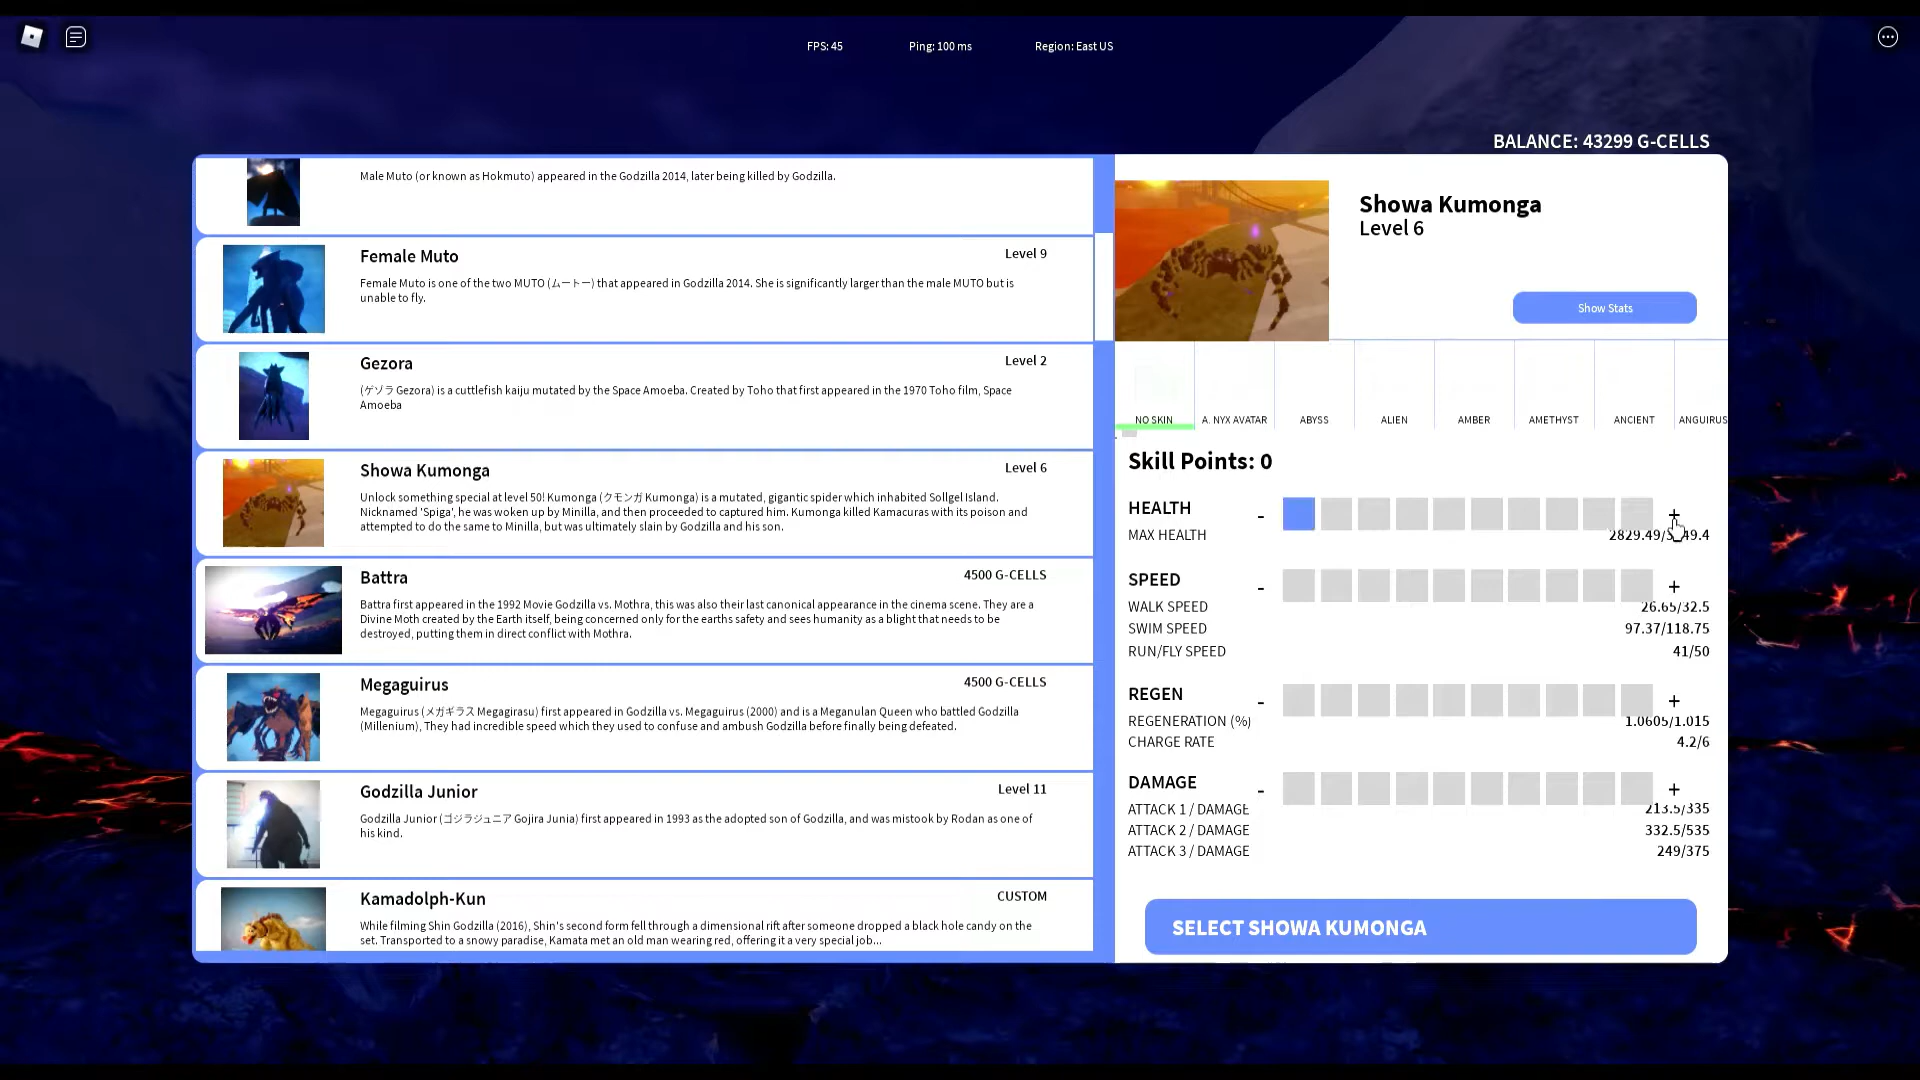 FPS: 45
Ping: 100 ms
Region: East US
BALANCE: 43299 G-CELLS
Male Muto (or known as Hokmuto) appeared in the Godzilla 2014, later being killed by Godzilla.
Female Muto
Level 9
Female Muto is one of the two MUTO (ムートー) that appeared in Godzilla 2014. She is significantly larger than the male MUTO but is
unable to fly.
Gezora
Level 2
(ゲゾラ Gezora) is a cuttlefish kaiju mutated by the Space Amoeba. Created by Toho that first appeared in the 1970 Toho film, Space
Amoeba
Showa Kumonga
Level 6
Unlock something special at level 50! Kumonga (クモンガ Kumonga) is a mutated, gigantic spider which inhabited Sollgel Island.
Nicknamed 'Spiga', he was woken up by Minilla, and then proceeded to captured him. Kumonga killed Kamacuras with its poison and
attempted to do the same to Minilla, but was ultimately slain by Godzilla and his son.
Battra
4500 G-CELLS
Battra first appeared in the 1992 Movie Godzilla vs. Mothra, this was also their last canonical appearance in the cinema scene. They are a
Divine Moth created by the Earth itself, being concerned only for the earths safety and sees humanity as a blight that needs to be
destroyed, putting them in direct conflict with Mothra.
Megaguirus
4500 G-CELLS
Megaguirus (メガギラス Megagirasu) first appeared in Godzilla vs. Megaguirus (2000) and is a Meganulan Queen who battled Godzilla
(Millenium), They had incredible speed which they used to confuse and ambush Godzilla before finally being defeated.
Godzilla Junior
Level 11
Godzilla Junior (ゴジラジュニア Gojira Junia) first appeared in 1993 as the adopted son of Godzilla, and was mistook by Rodan as one of
his kind.
Kamadolph-Kun
CUSTOM
While filming Shin Godzilla (2016), Shin's second form fell through a dimensional rift after someone dropped a black hole candy on the
set. Transported to a snowy paradise, Kamata met an old man wearing red, offering it a very special job...
Showa Kumonga
Level 6
Show Stats
NO SKIN
A. NYX AVATAR
ABYSS
ALIEN
AMBER
AMETHYST
ANCIENT
ANGUIRUS
Skill Points: 0
HEALTH
-
+
MAX HEALTH
SPEED
-
+
WALK SPEED
26.65/32.5
SWIM SPEED
97.37/118.75
RUN/FLY SPEED
41/50
REGEN
-
+
REGENERATION (%)
1.0605/1.015
CHARGE RATE
4.2/6
DAMAGE
-
+
ATTACK 1 / DAMAGE
213.5/335
ATTACK 2 / DAMAGE
332.5/535
ATTACK 3 / DAMAGE
249/375
SELECT SHOWA KUMONGA